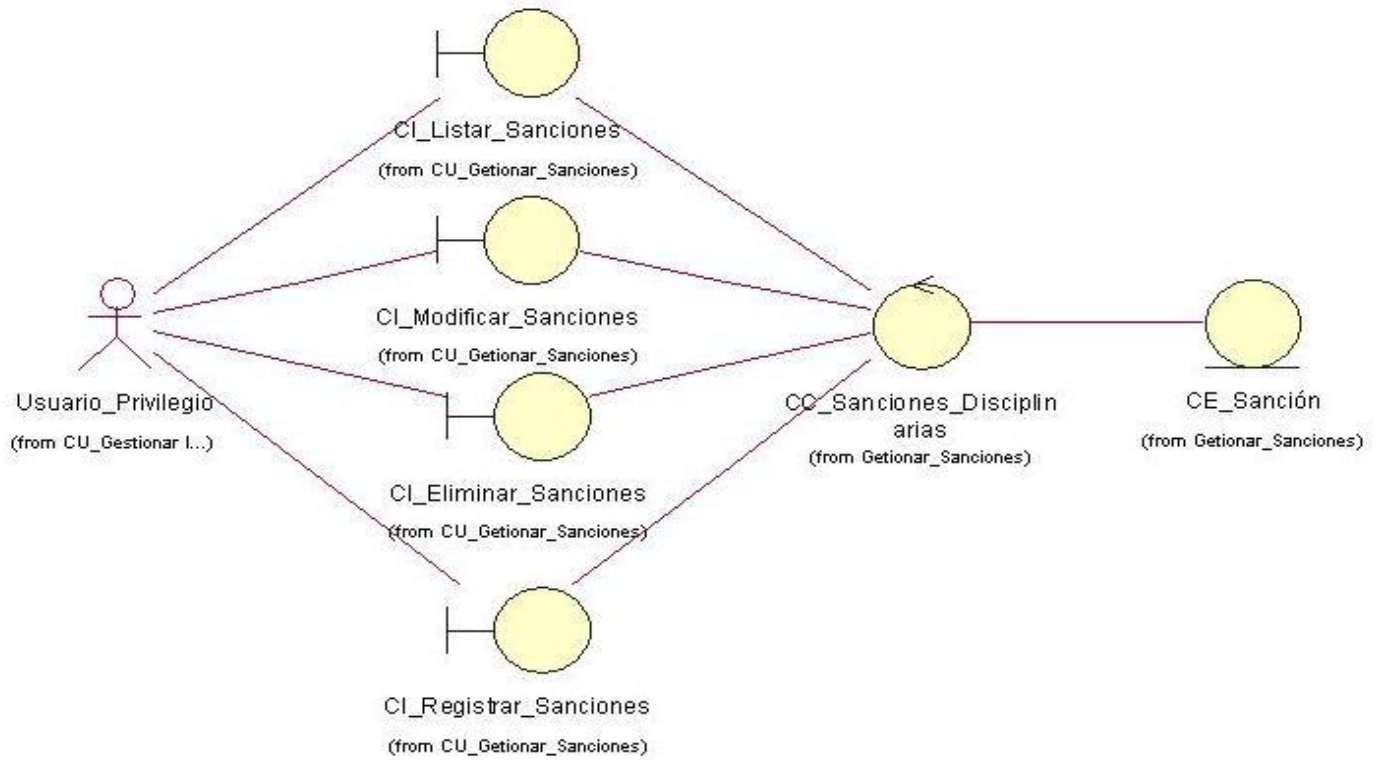 CI_Listar_Sanciones
(from CU_Getionar_Sanciones)
CI_Modificar_Sanciones
(from CU_Getionar_Sanciones)
Usuario_Privilegio
(from CU_Gestionar I...)
CC_Sanciones_Disciplin
arias
(from Getionar_Sanciones)
CE_Sanción
(from Getionar_Sanciones)
CI_Eliminar_Sanciones
(from CU_Getionar_Sanciones)
CI_Registrar_Sanciones
(from CU_Getionar_Sanciones)